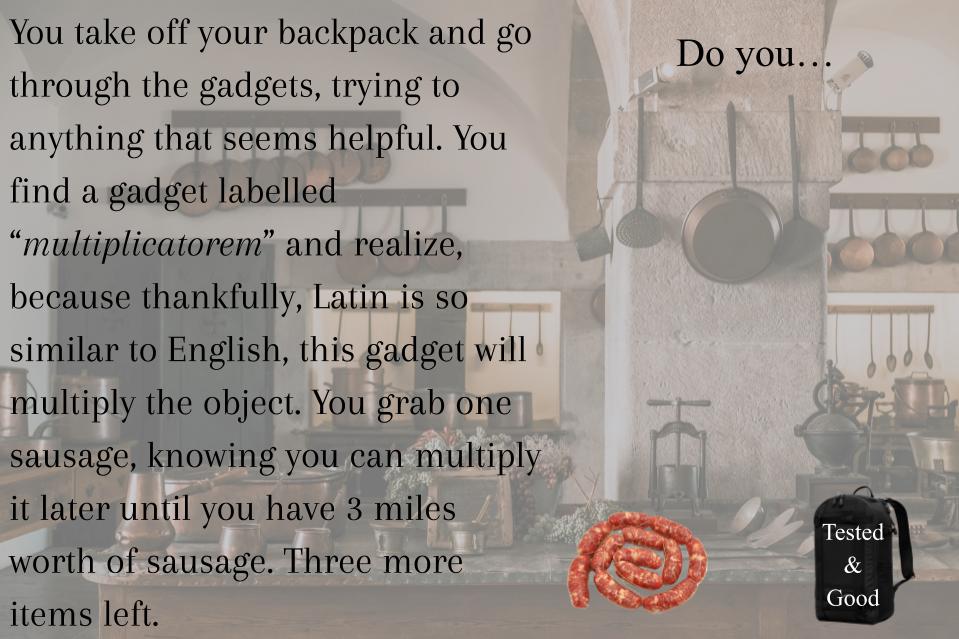 You take off your backpack and go
through the gadgets, trying to
anything that seems helpful. You
find a gadget labelled
“multiplicatorem” and realize,
because thankfully, Latin is so
similar to English, this gadget will
multiply the object. You grab one
sausage, knowing you can multiply
it later until you have 3 miles
worth of sausage. Three more
items left.
Do you…
Tested
&
Good